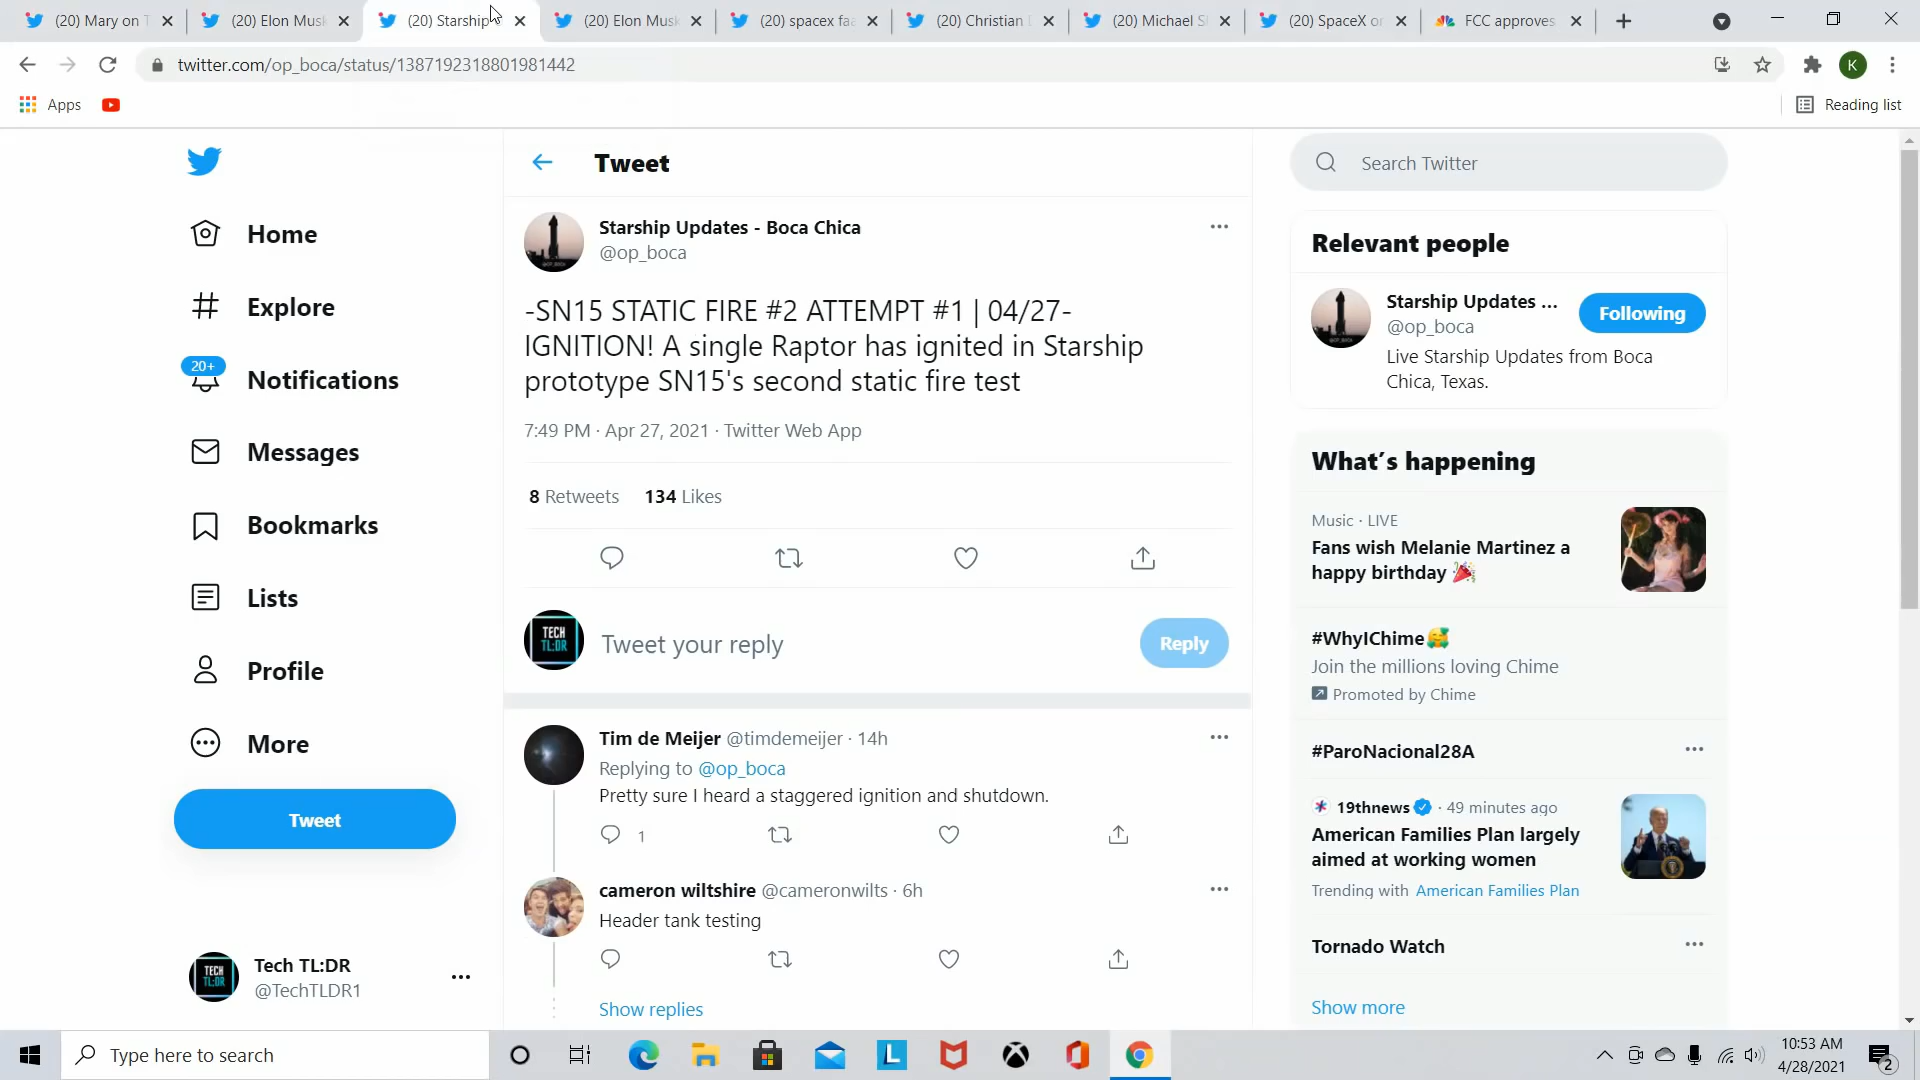 (20) Mary on T
(20) Elon Musk
(20) Starship
(20) Elon Musk
(20) spacex faa
(20) Christian D
(20) Michael S
(20) SpaceX on
FCC approves
twitter.com/op_boca/status/1387192318801981442
K
Apps
Reading list
Tweet
Search Twitter
Home
Explore
20+
Notifications
Messages
Bookmarks
Lists
Profile
More
Tweet
Tech TL:DR
@TechTLDR1
TECH
TL:DR
Starship Updates - Boca Chica
@op_boca
-SN15 STATIC FIRE #2 ATTEMPT #1 | 04/27-
IGNITION! A single Raptor has ignited in Starship
prototype SN15's second static fire test
7:49 PM · Apr 27, 2021 · Twitter Web App
8 Retweets 134 Likes
TECH
TL:DR
Tweet your reply
Reply
Tim de Meijer @timdemeijer · 14h
Replying to @op_boca
Pretty sure I heard a staggered ignition and shutdown.
1
cameron wiltshire @cameronwilts · 6h
Header tank testing
Show replies
Relevant people
Starship Updates ...
@op_boca
Following
Live Starship Updates from Boca
Chica, Texas.
What's happening
Music · LIVE
Fans wish Melanie Martinez a
happy birthday 🎉
#WhyIChime🥰
Join the millions loving Chime
Promoted by Chime
#ParoNacional28A
19thnews · 49 minutes ago
American Families Plan largely
aimed at working women
Trending with American Families Plan
Tornado Watch
Show more
Type here to search
L
10:53 AM
4/28/2021
2